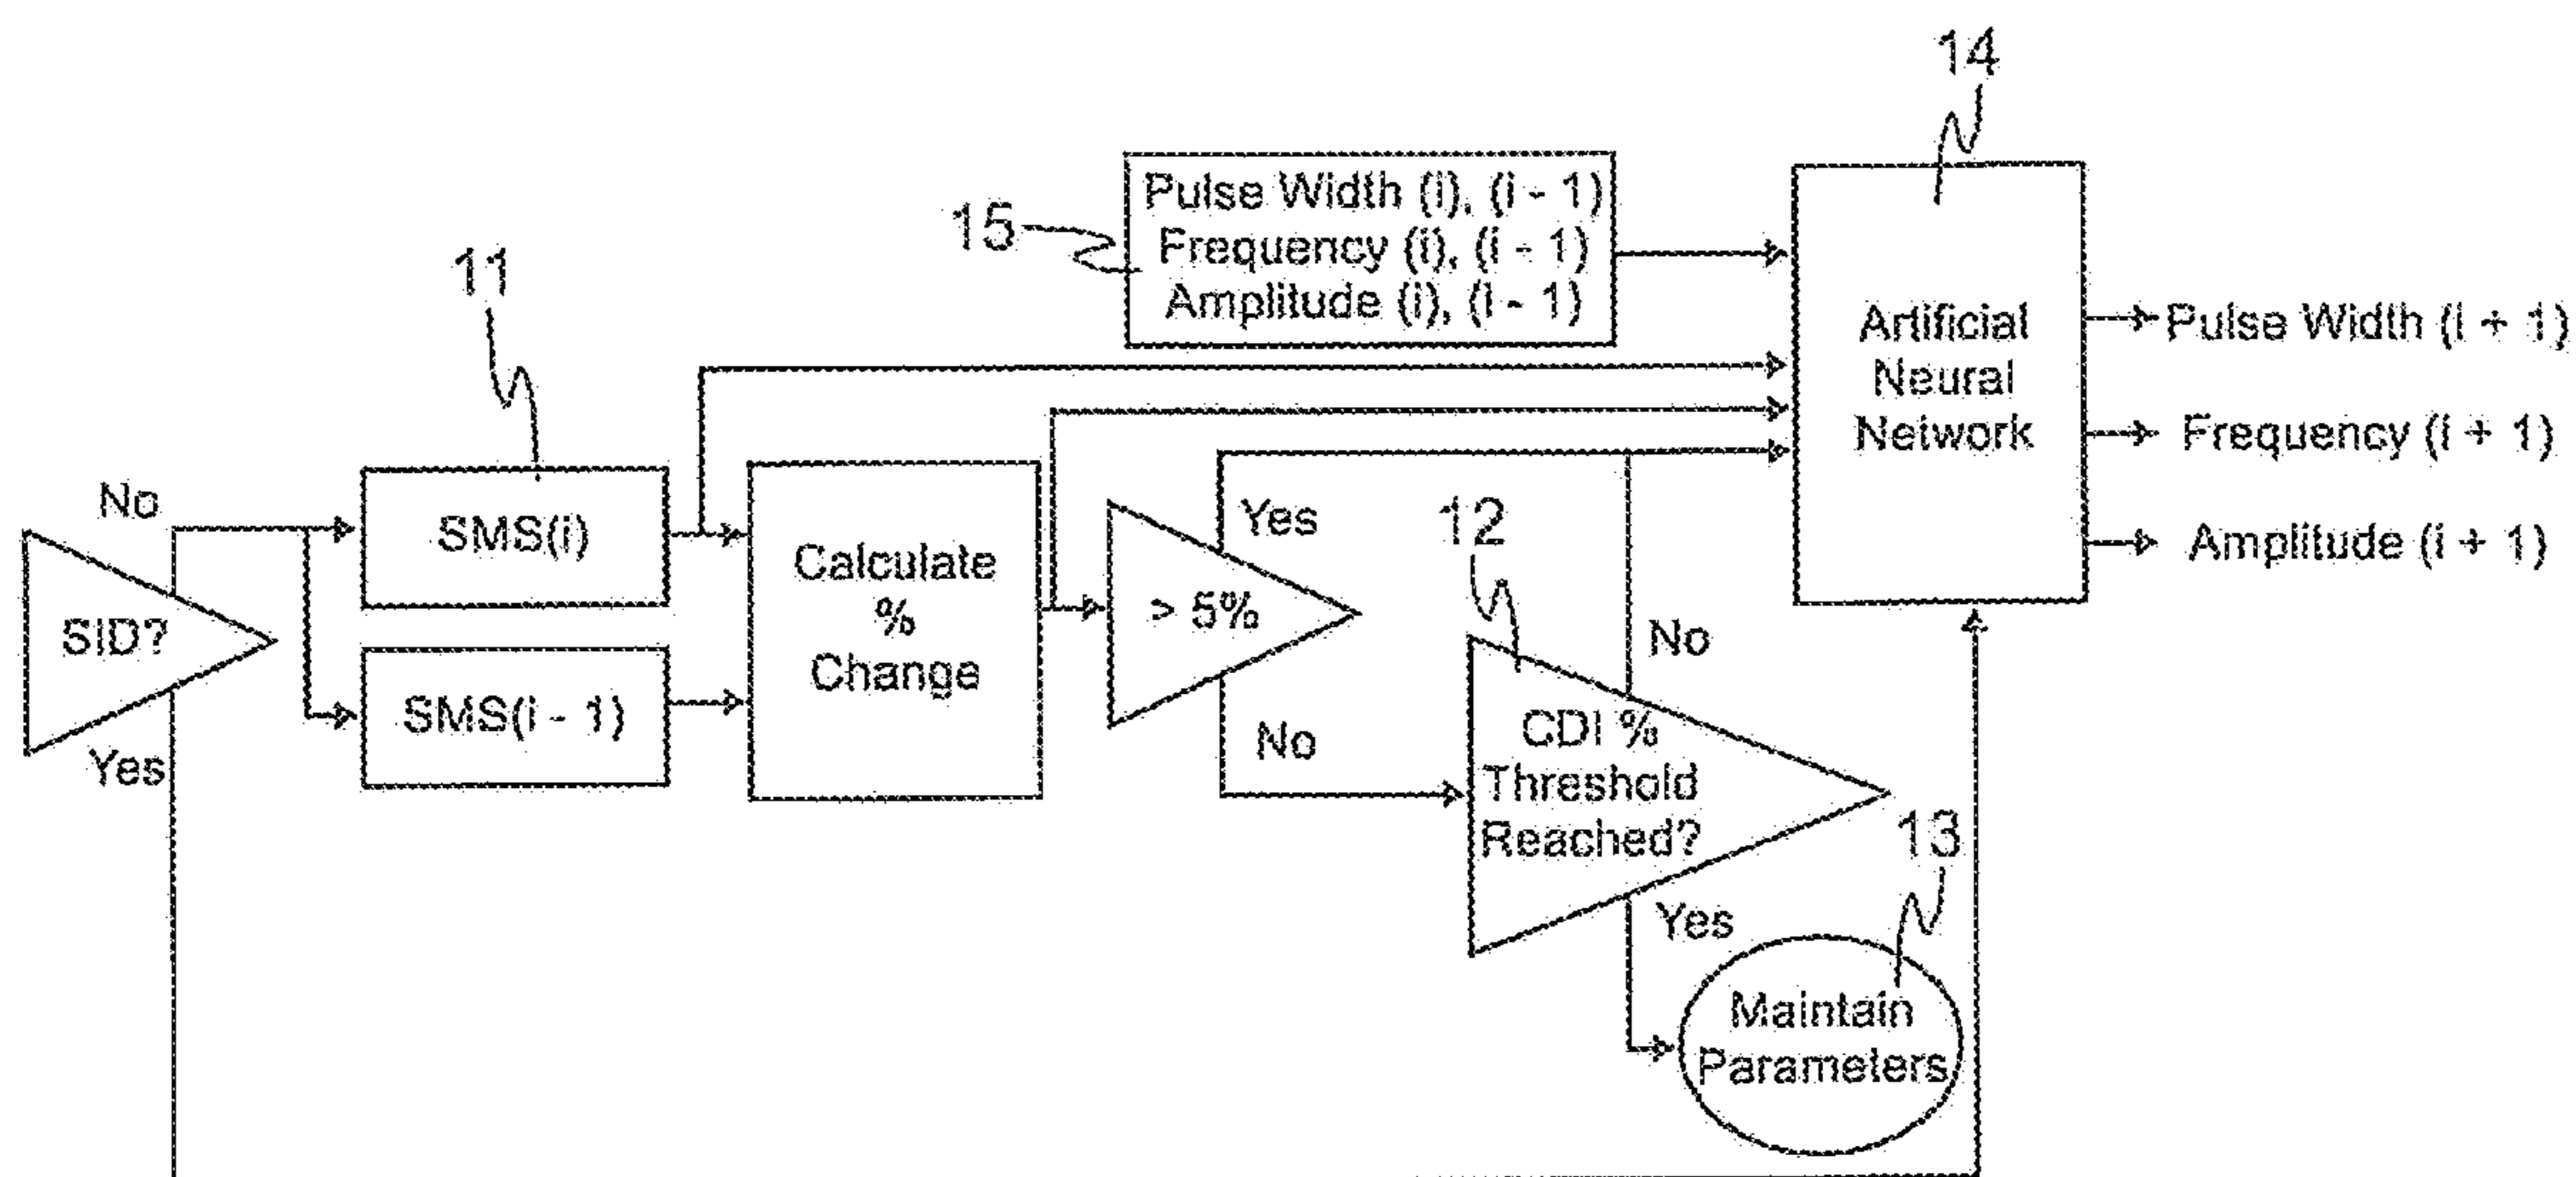 14
15
Pulse Width (i), (i - 1)
Frequency (i), (i - 1)
Amplitude (i), (i - 1)
11
Artificial
Neural
Network
Pulse Width (i + 1)
Frequency (i + 1)
Amplitude (i + 1)
No
SID?
Yes
SMS(i)
SMS(i - 1)
Calculate
%
Change
> 5%
Yes
No
12
No
CDI %
Threshold
Reached?
Yes
13
Maintain
Parameters